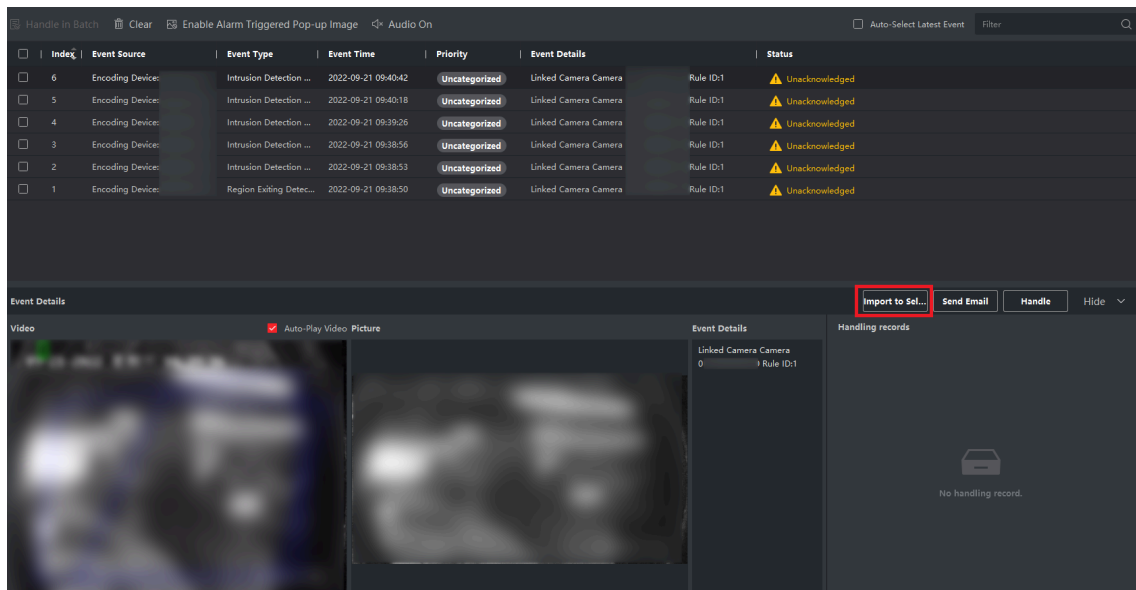 Handle in Batch Clear Enable Alarm Triggered Pop-up Image Audio On Auto-Select Latest Event Filter
Index Event Source Event Type Event Time Priority Event Details Status
6 Encoding Device: Intrusion Detection ... 2022-09-21 09:40:42 Uncategorized Linked Camera Camera Rule ID:1 Unacknowledged
5 Encoding Device: Intrusion Detection ... 2022-09-21 09:40:18 Uncategorized Linked Camera Camera Rule ID:1 Unacknowledged
4 Encoding Device: Intrusion Detection ... 2022-09-21 09:39:26 Uncategorized Linked Camera Camera Rule ID:1 Unacknowledged
3 Encoding Device: Intrusion Detection ... 2022-09-21 09:38:56 Uncategorized Linked Camera Camera Rule ID:1 Unacknowledged
2 Encoding Device: Intrusion Detection ... 2022-09-21 09:38:53 Uncategorized Linked Camera Camera Rule ID:1 Unacknowledged
1 Encoding Device: Region Exiting Detec... 2022-09-21 09:38:50 Uncategorized Linked Camera Camera Rule ID:1 Unacknowledged
Event Details Import to Sel... Send Email Handle Hide
Video Auto-Play Video Picture Event Details Handling records
Linked Camera Camera
0 Rule ID:1
No handling record.